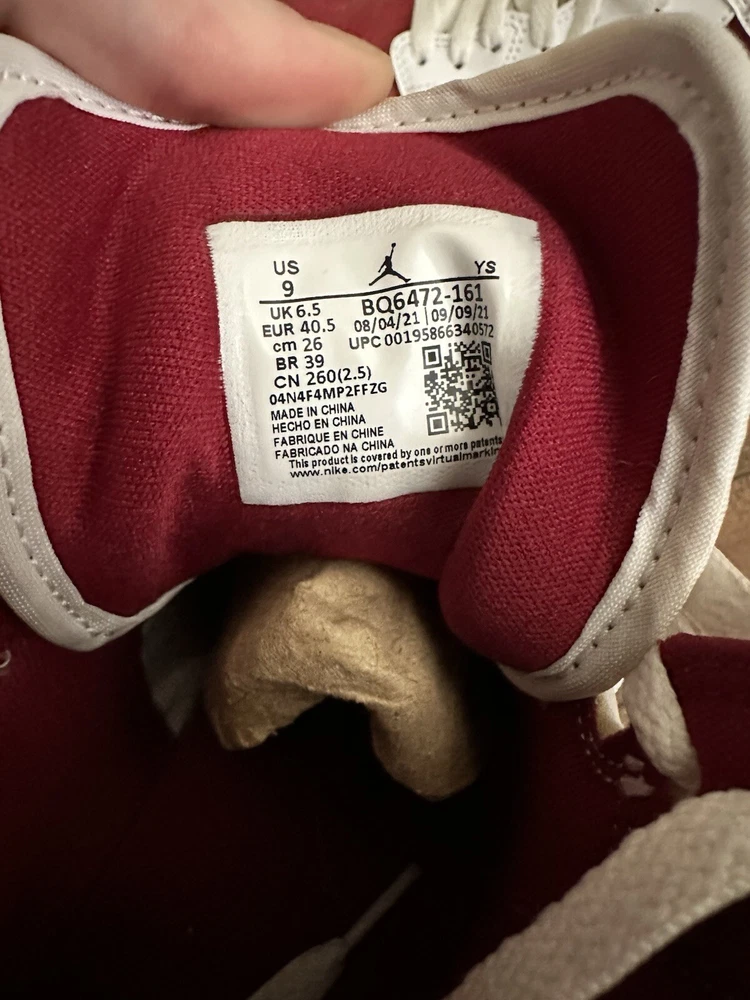 US YS
9
UK 6.5 BQ6472-161
EUR 40.5 08/04/21 09/09/21
cm 26 UPC 00195866340572
BR 39
CN 260(2.5)
04N4F4MP2FFZG
MADE IN CHINA
HECHO EN CHINA
FABRIQUE EN CHINE
FABRICADO NA CHINA
This product is covered by one or more patents
www.nike.com/patentsvirtualmarkin